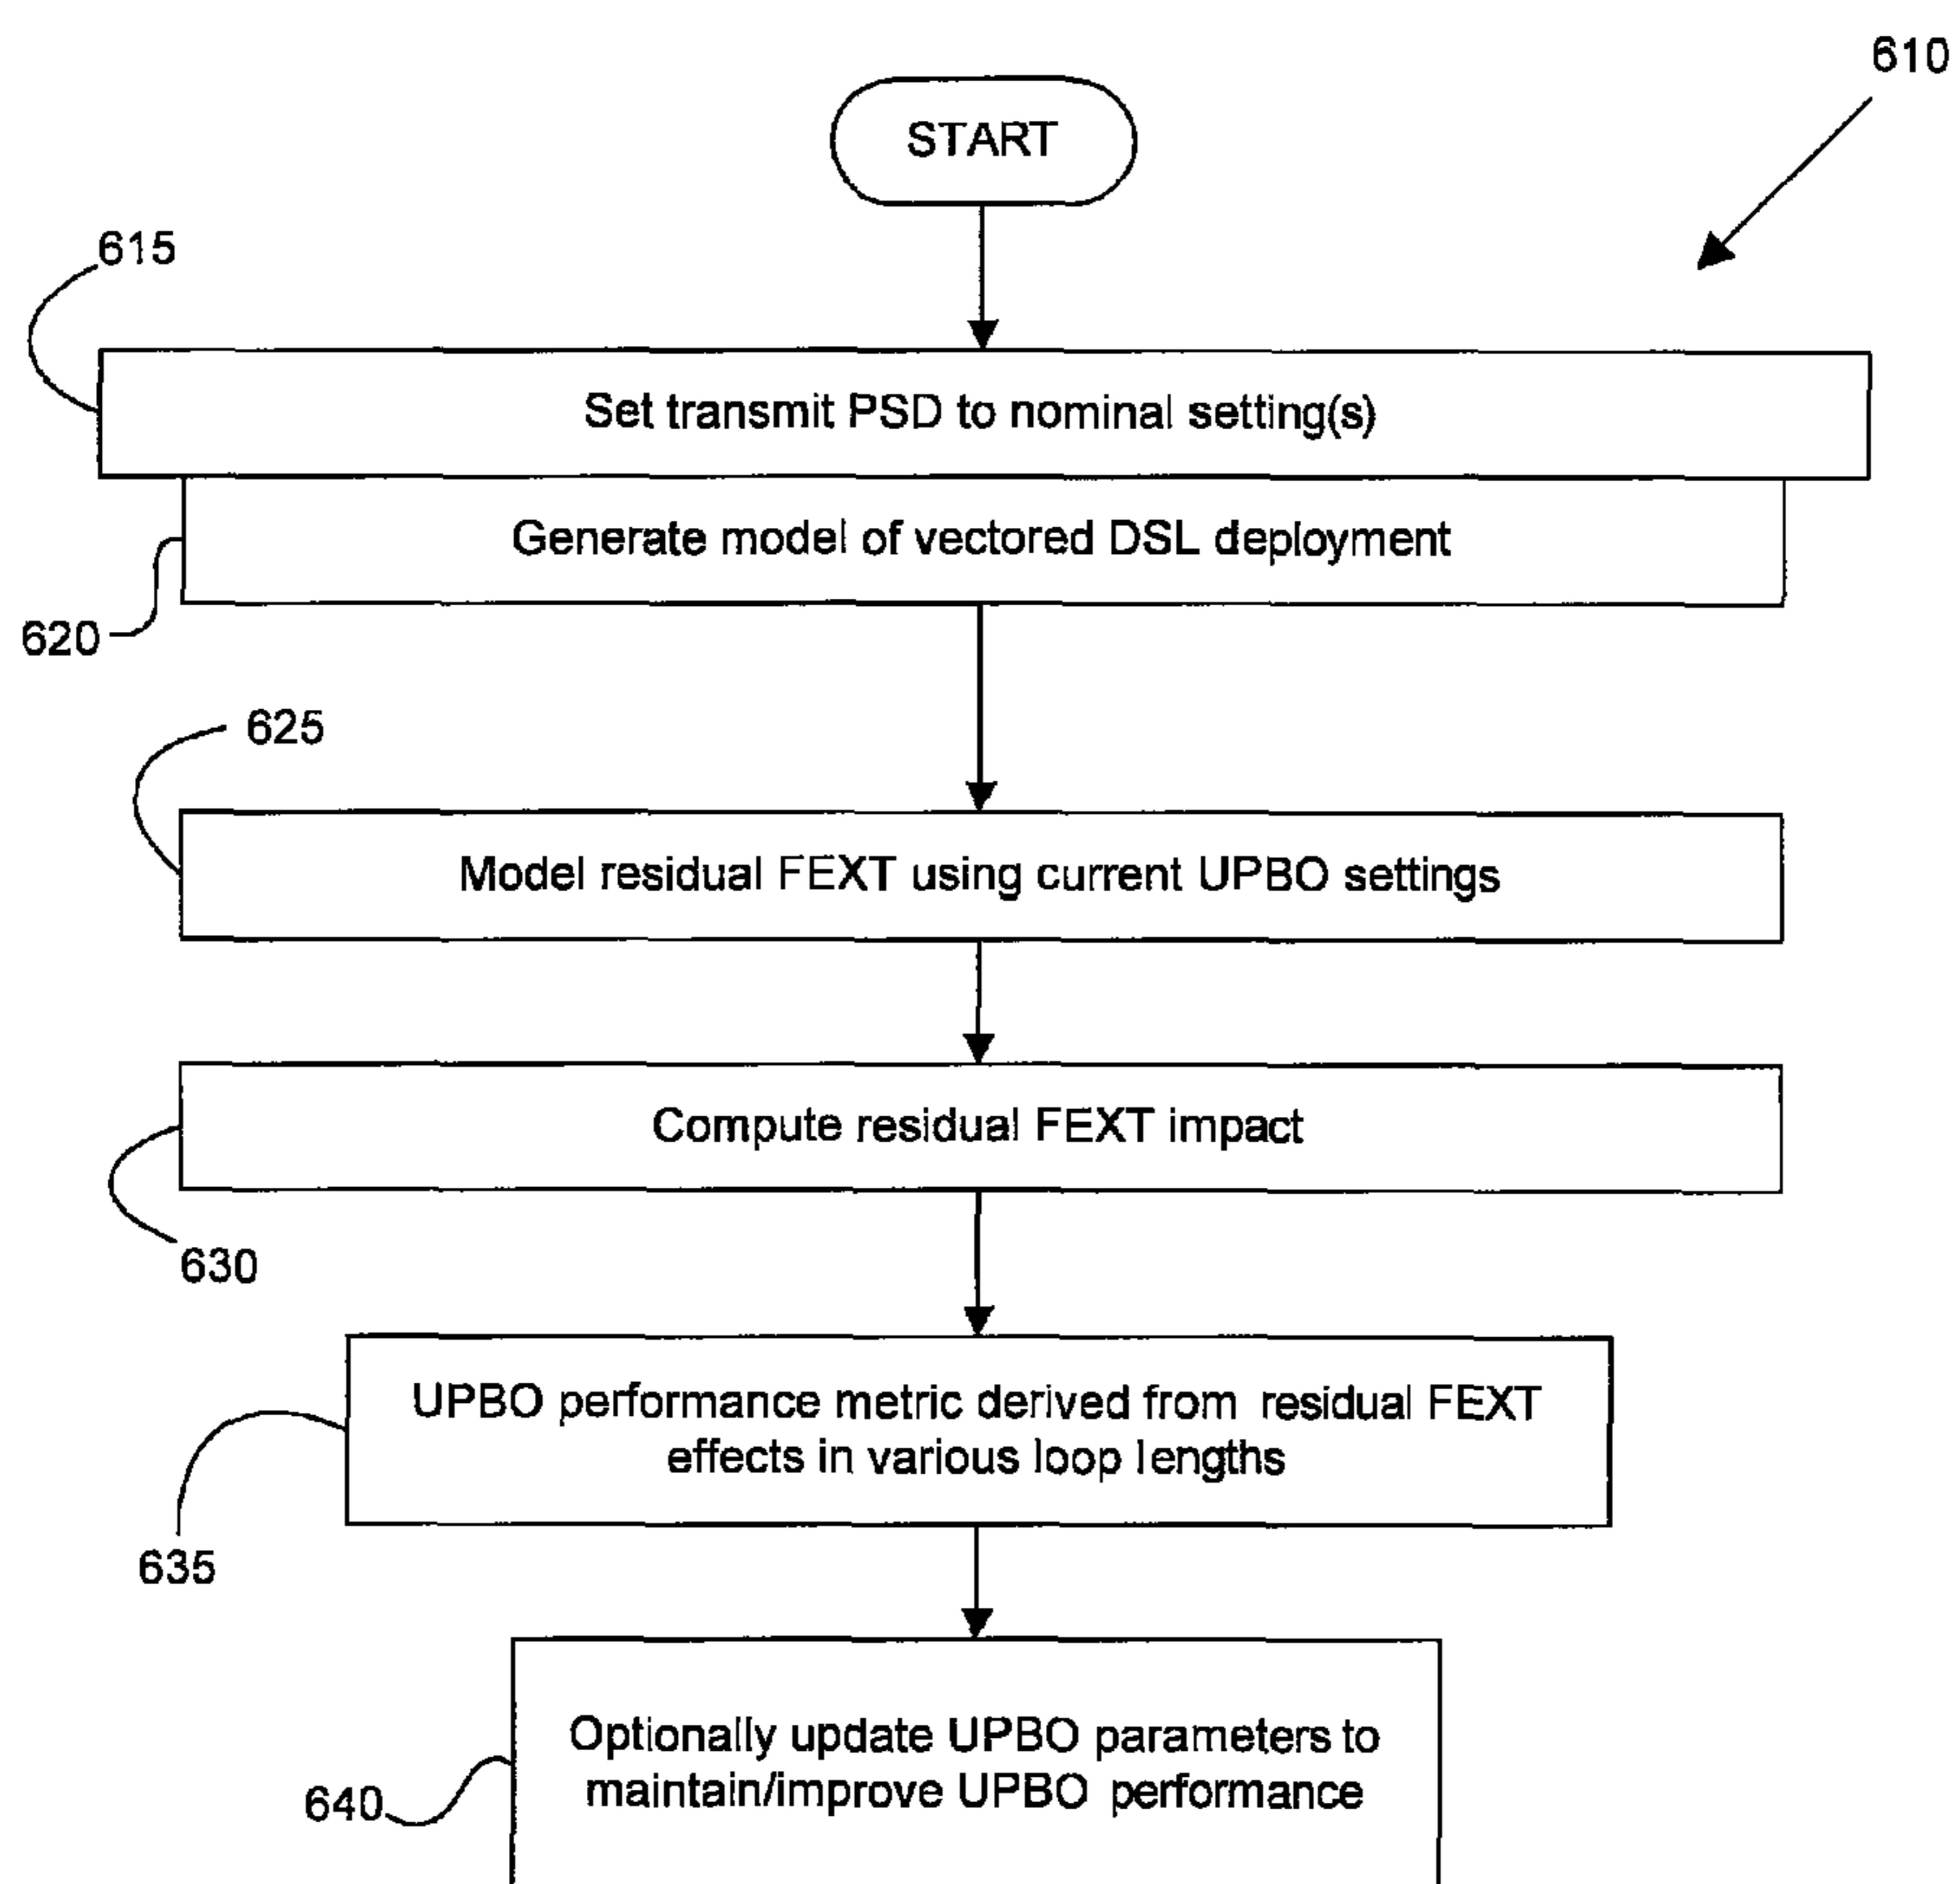 610
START
615
Set transmit PSD to nominal setting(s)
Generate model of vectored DSL deployment
620
625
Model residual FEXT using current UPBO settings
Compute residual FEXT impact
630
UPBO performance metric derived from residual FEXT
effects in various loop lengths
635
Optionally update UPBO parameters to
maintain/improve UPBO performance
640